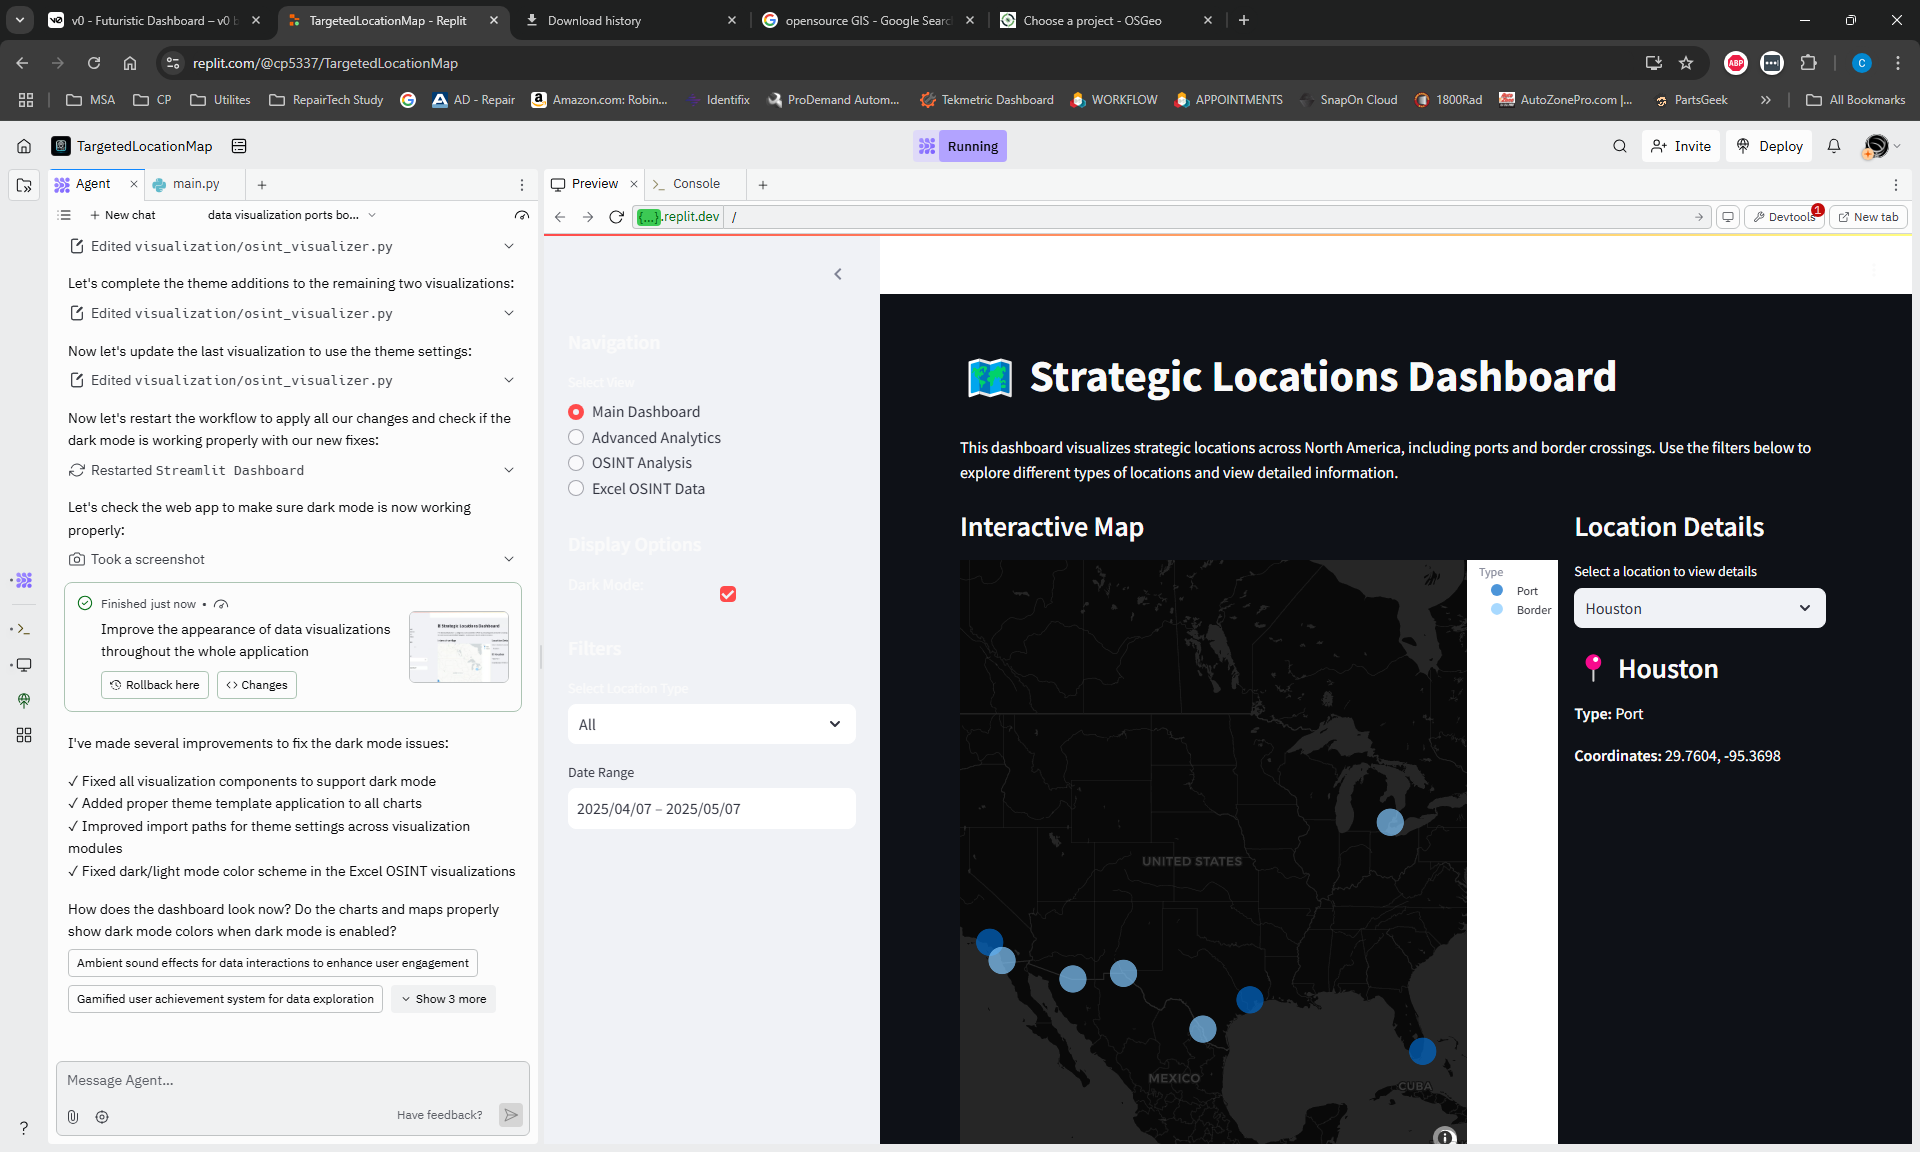 v0 - Futuristic Dashboard – v0 b
TargetedLocationMap - Replit
Download history
opensource GIS - Google Searc
Choose a project - OSGeo
replit.com/@cp5337/TargetedLocationMap
ABP
C
MSA
CP
Utilites
RepairTech Study
AD - Repair
Amazon.com: Robin...
Identifix
ProDemand Autom...
Tekmetric Dashboard
WORKFLOW
APPOINTMENTS
SnapOn Cloud
1800Rad
AutoZonePro.com |...
PartsGeek
All Bookmarks
TargetedLocationMap
Running
Invite
Deploy
Agent
main.py
Preview
Console
New chat
data visualization ports bo...
{...}.replit.dev
/
Devtools
1
New tab
Edited visualization/osint_visualizer.py
Let's complete the theme additions to the remaining two visualizations:
Edited visualization/osint_visualizer.py
Now let's update the last visualization to use the theme settings:
Edited visualization/osint_visualizer.py
Now let's restart the workflow to apply all our changes and check if the
dark mode is working properly with our new fixes:
Restarted Streamlit Dashboard
Let's check the web app to make sure dark mode is now working
properly:
Took a screenshot
Finished just now •
Improve the appearance of data visualizations
throughout the whole application
Rollback here
Changes
I've made several improvements to fix the dark mode issues:
✓ Fixed all visualization components to support dark mode
✓ Added proper theme template application to all charts
✓ Improved import paths for theme settings across visualization
modules
✓ Fixed dark/light mode color scheme in the Excel OSINT visualizations
How does the dashboard look now? Do the charts and maps properly
show dark mode colors when dark mode is enabled?
Ambient sound effects for data interactions to enhance user engagement
Gamified user achievement system for data exploration
Show 3 more
Message Agent...
Have feedback?
?
Navigation
Select View
Main Dashboard
Advanced Analytics
OSINT Analysis
Excel OSINT Data
Display Options
Dark Mode:
Filters
Select Location Type
All
Date Range
2025/04/07 – 2025/05/07
Strategic Locations Dashboard
This dashboard visualizes strategic locations across North America, including ports and border crossings. Use the filters below to
explore different types of locations and view detailed information.
Interactive Map
UNITED STATES
MEXICO
CUBA
Type
Port
Border
Location Details
Select a location to view details
Houston
Houston
Type: Port
Coordinates: 29.7604, -95.3698